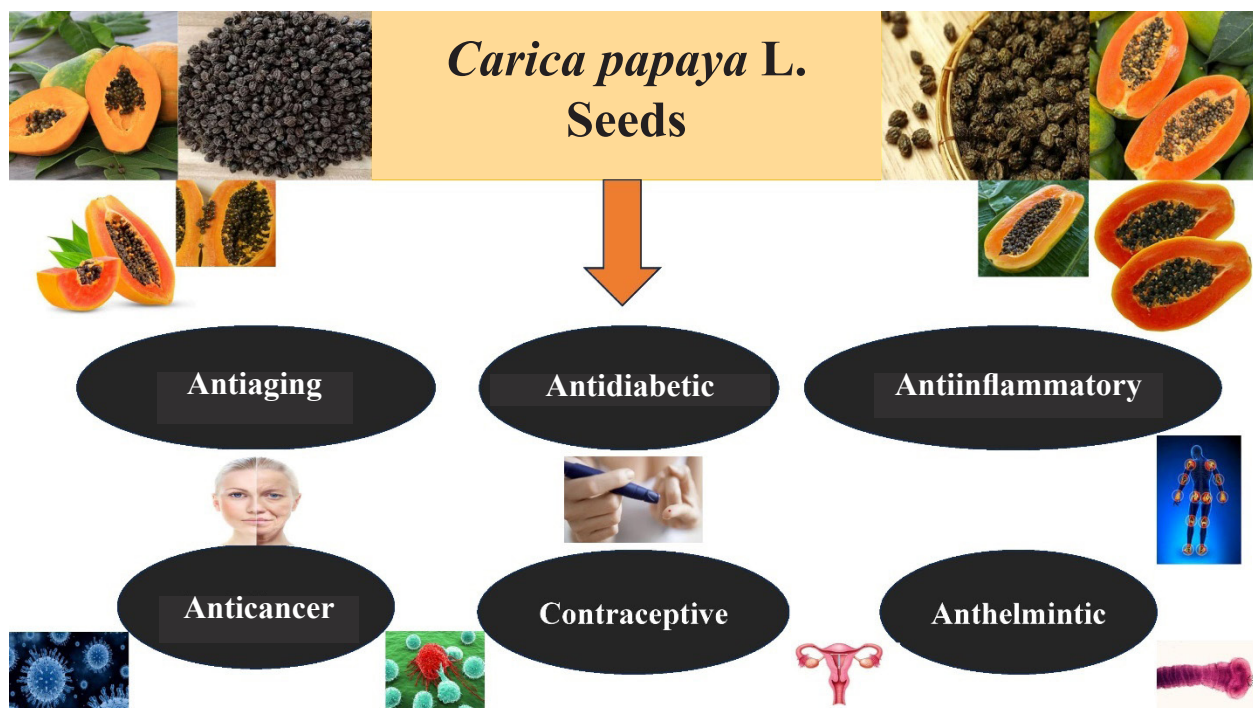 Carica papaya L.
Seeds
Antiaging
Antidiabetic
Antiinflammatory
Anticancer
Contraceptive
Anthelmintic